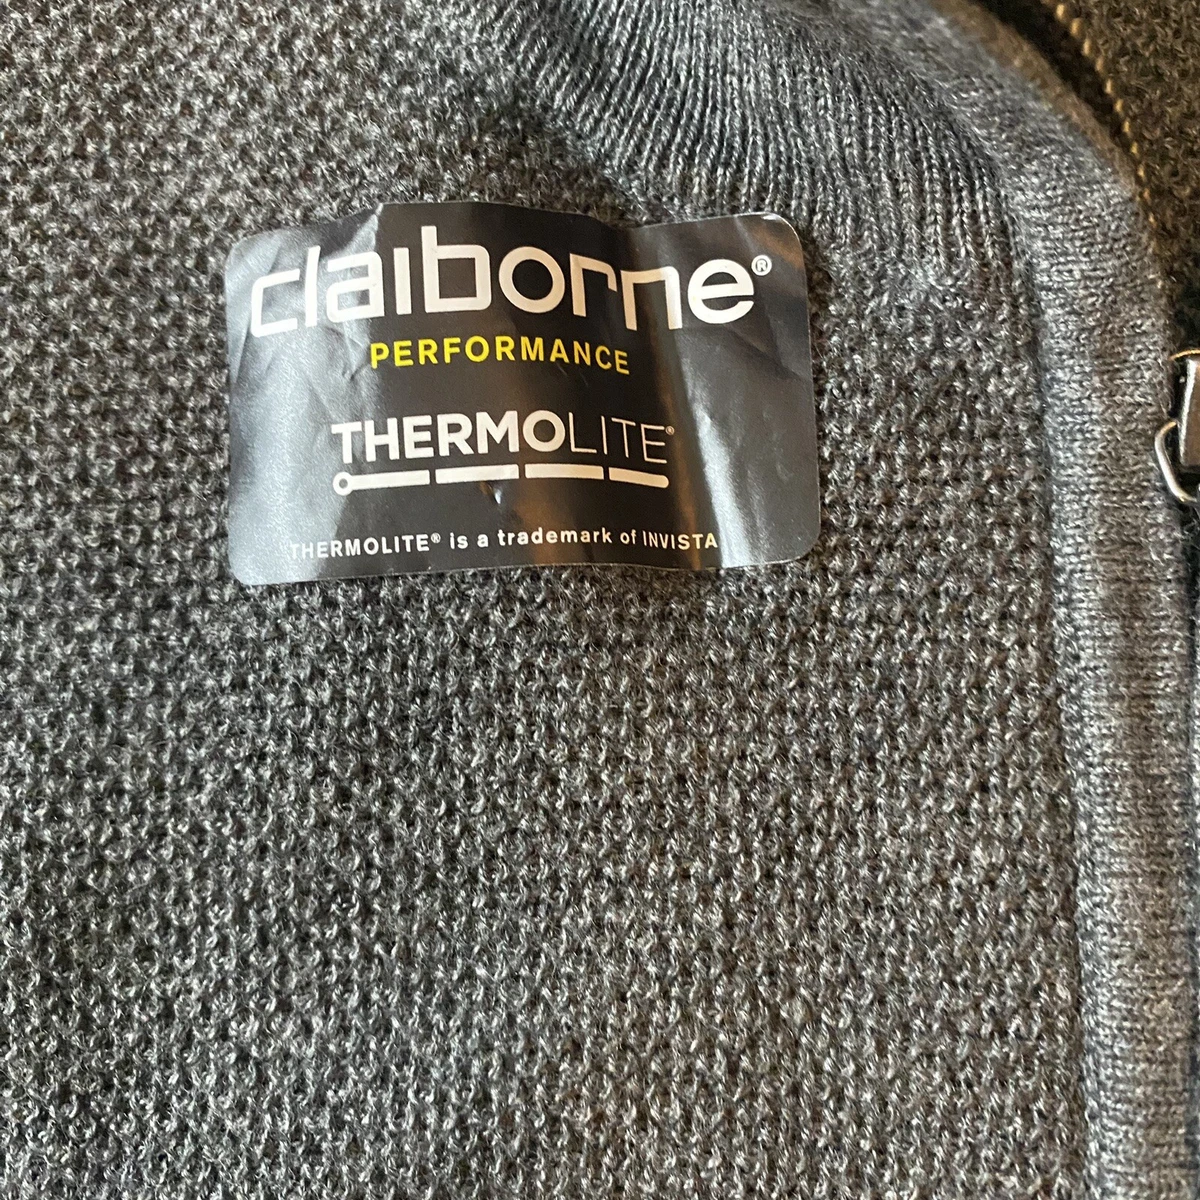 claiborne®
PERFORMANCE
THERMOLITE®
THERMOLITE® is a trademark of INVISTA